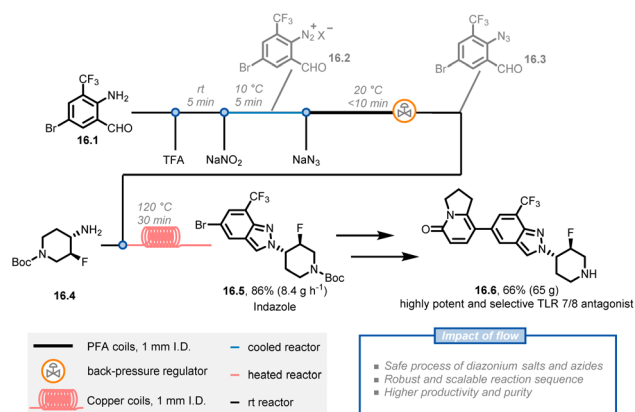 CF₃
N₂⁺X⁻
16.2
Br
CHO
CF₃
N₃
16.3
Br
CHO
CF₃
NH₂
Br
CHO
16.1
rt
5 min
10 °C
5 min
20 °C
<10 min
TFA
NaNO₂
NaN₃
NH₂
BocN
F
16.4
120 °C
30 min
CF₃
Br
N
N
F
N
Boc
16.5, 86% (8.4 g h⁻¹)
Indazole
N
O
CF₃
N
N
F
NH
16.6, 66% (65 g)
highly potent and selective TLR 7/8 antagonist
PFA coils, 1 mm I.D.
back-pressure regulator
Copper coils, 1 mm I.D.
cooled reactor
heated reactor
rt reactor
Impact of flow
Safe process of diazonium salts and azides
Robust and scalable reaction sequence
Higher productivity and purity